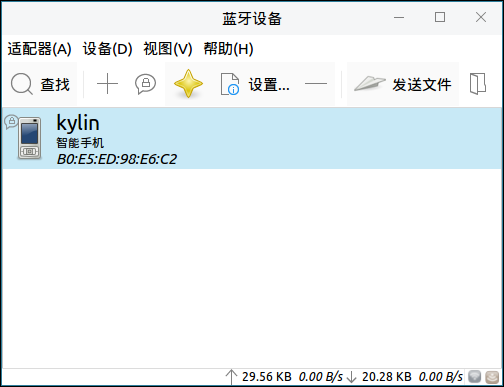 蓝牙设备
适配器(A) 设备(D) 视图(V) 帮助(H)
查找 设置... 发送文件
kylin
智能手机
B0:E5:ED:98:E6:C2
29.56 KB 0.00 B/s 20.28 KB 0.00 B/s